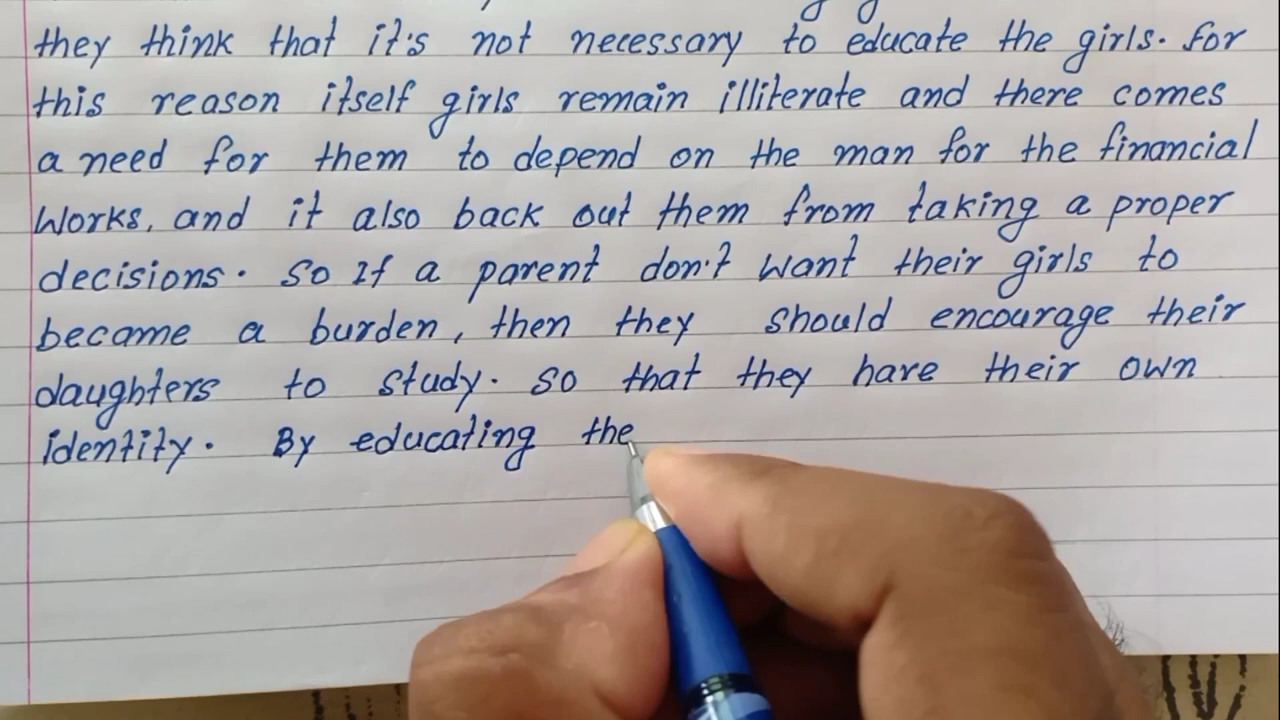 they think that it's not necessary to educate the girls. for
this reason itself girls remain illiterate and there comes
a need for them to depend on the man for the financial
works, and it also back out them from taking a proper
decisions. so If a parent don't want their girls to
became a burden, then they should encourage their
daughters to study. so that they have their own
identity. By educating the